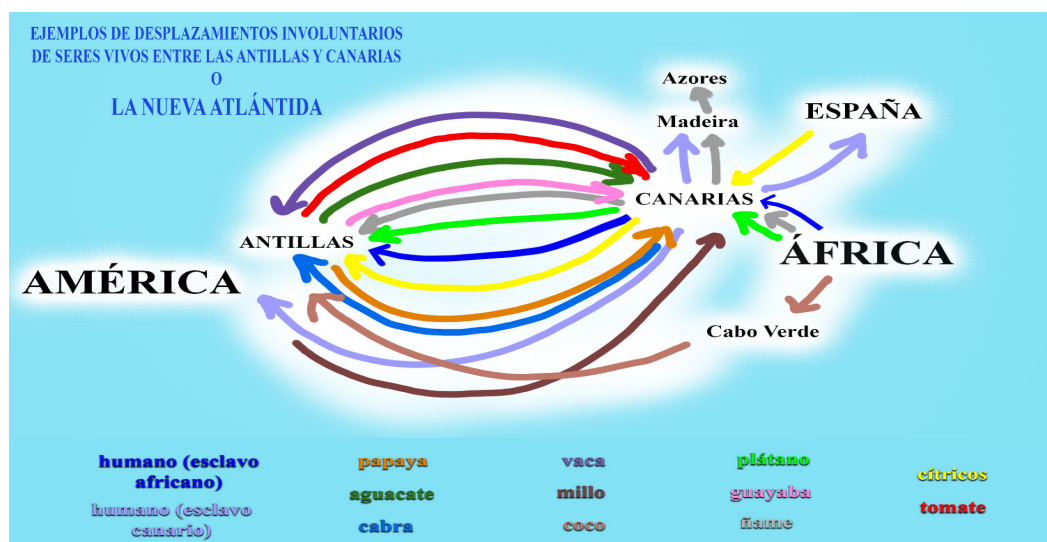 EJEMPLOS DE DESPLAZAMIENTOS INVOLUNTARIOS
DE SERES VIVOS ENTRE LAS ANTILLAS Y CANARIAS
O
LA NUEVA ATLÁNTIDA
Azores
Madeira
ESPAÑA
CANARIAS
ANTILLAS
ÁFRICA
AMÉRICA
Cabo Verde
humano (esclavo
africano)
humano (esclavo
canario)
papaya
aguacate
cabra
vaca
millo
coco
plátano
guayaba
ñame
cítricos
tomate